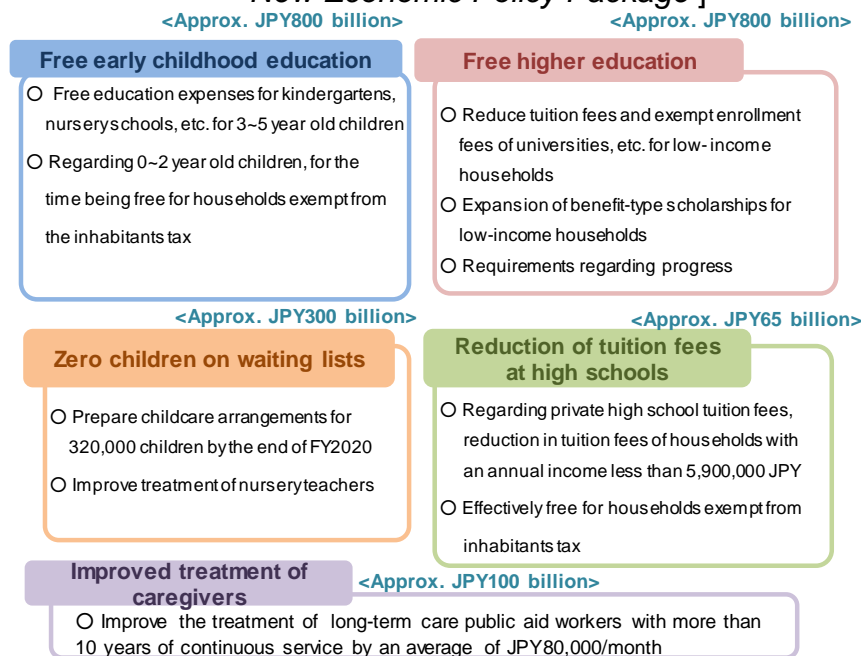 New Economic Policy Package ]
<Approx. JPY800 billion>
Free early childhood education
○ Free education expenses for kindergartens,
nursery schools, etc. for 3~5 year old children
○ Regarding 0~2 year old children, for the
time being free for households exempt from
the inhabitants tax
<Approx. JPY800 billion>
Free higher education
○ Reduce tuition fees and exempt enrollment
fees of universities, etc. for low-income
households
○ Expansion of benefit-type scholarships for
low-income households
○ Requirements regarding progress
<Approx. JPY300 billion>
Zero children on waiting lists
○ Prepare childcare arrangements for
320,000 children by the end of FY2020
○ Improve treatment of nursery teachers
<Approx. JPY65 billion>
Reduction of tuition fees
at high schools
○ Regarding private high school tuition fees,
reduction in tuition fees of households with
an annual income less than 5,900,000 JPY
○ Effectively free for households exempt from
inhabitants tax
Improved treatment of
caregivers
<Approx. JPY100 billion>
○ Improve the treatment of long-term care public aid workers with more than
10 years of continuous service by an average of JPY80,000/month